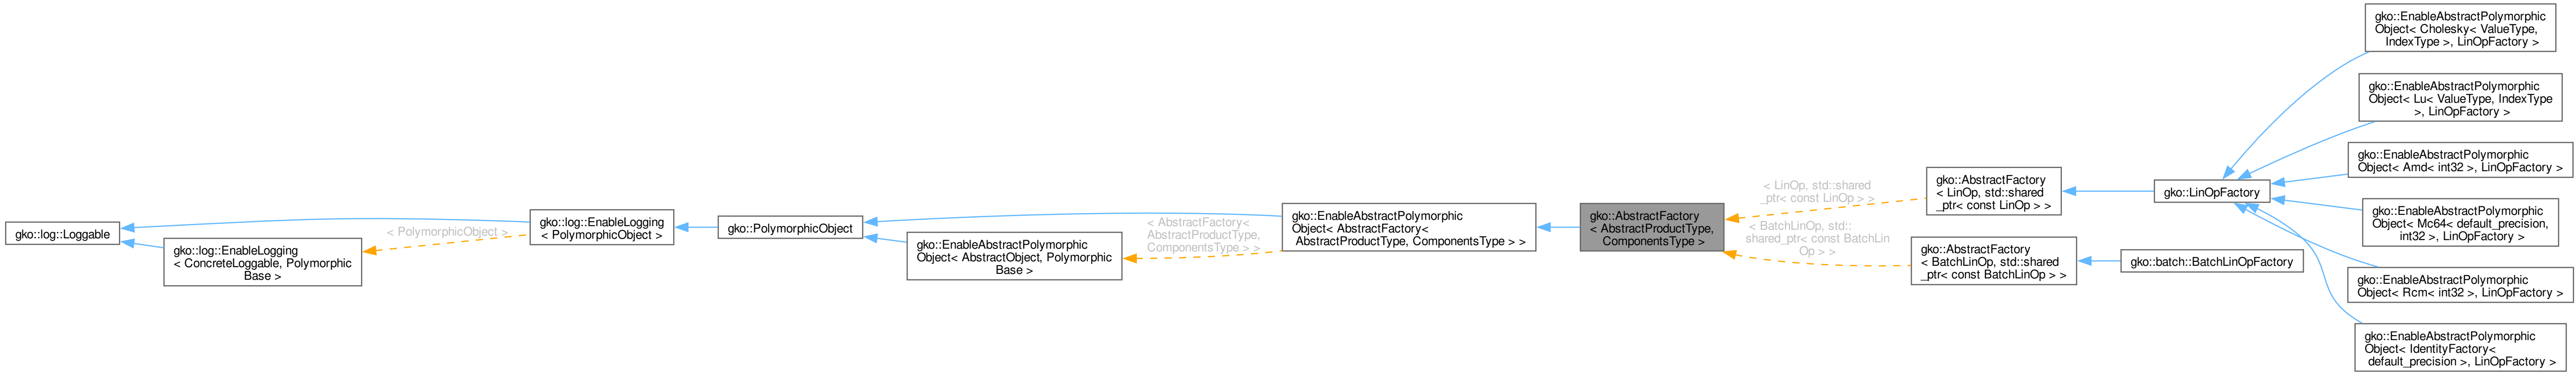 gko::log::Loggable
gko::log::EnableLogging
< ConcreteLoggable, Polymorphic
Base >
< PolymorphicObject >
gko::log::EnableLogging
< PolymorphicObject >
gko::PolymorphicObject
gko::EnableAbstractPolymorphic
Object< AbstractObject, Polymorphic
Base >
< AbstractFactory<
AbstractProductType,
ComponentsType > >
gko::EnableAbstractPolymorphic
Object< AbstractFactory<
AbstractProductType, ComponentsType > >
gko::AbstractFactory
< AbstractProductType,
ComponentsType >
< LinOp, std::shared
_ptr< const LinOp > >
< BatchLinOp, std::
shared_ptr< const BatchLin
Op > >
gko::AbstractFactory
< LinOp, std::shared
_ptr< const LinOp > >
gko::AbstractFactory
< BatchLinOp, std::shared
_ptr< const BatchLinOp > >
gko::LinOpFactory
gko::batch::BatchLinOpFactory
gko::EnableAbstractPolymorphic
Object< Cholesky< ValueType,
IndexType >, LinOpFactory >
gko::EnableAbstractPolymorphic
Object< Lu< ValueType, IndexType
>, LinOpFactory >
gko::EnableAbstractPolymorphic
Object< Amd< int32 >, LinOpFactory >
gko::EnableAbstractPolymorphic
Object< Mc64< default_precision,
int32 >, LinOpFactory >
gko::EnableAbstractPolymorphic
Object< Rcm< int32 >, LinOpFactory >
gko::EnableAbstractPolymorphic
Object< IdentityFactory<
default_precision >, LinOpFactory >